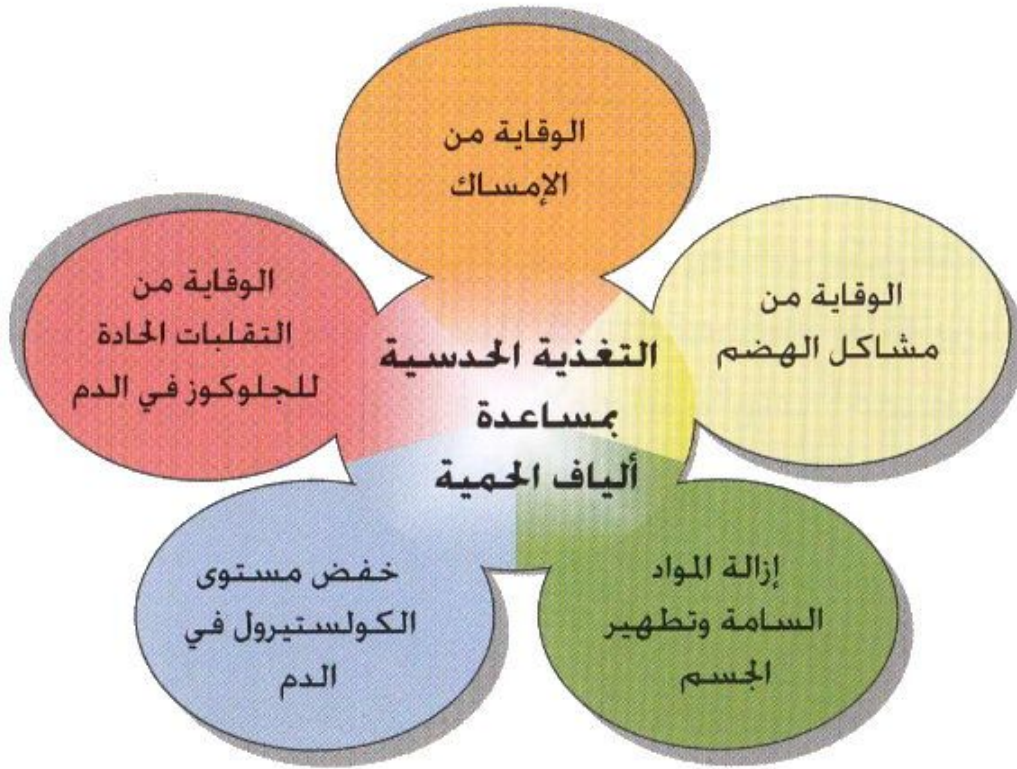 الوقاية من
الإمساك
الوقاية من
مشاكل الهضم
إزالة المواد
السامة وتطهير
الجسم
خفض مستوى
الكولستيرول في
الدم
الوقاية من
التقلبات الحادة
للجلوكوز في الدم
التغذية الحدسية
بمساعدة
ألياف الحمية